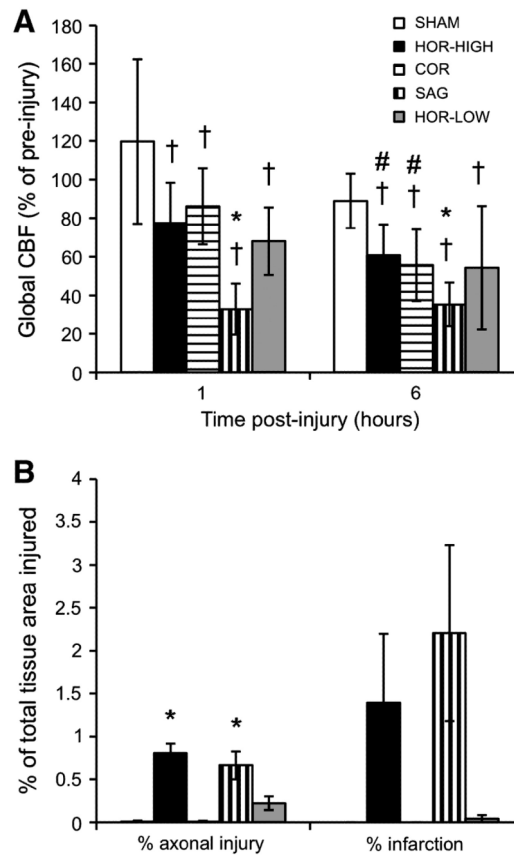 A
SHAM
HOR-HIGH
COR
SAG
HOR-LOW
Global CBF (% of pre-injury)
180
160
140
120
100
80
60
40
20
0
† † * † † # † # † * † †
1 6
Time post-injury (hours)
B
% of total tissue area injured
4
3.5
3
2.5
2
1.5
1
0.5
0
* *
% axonal injury % infarction